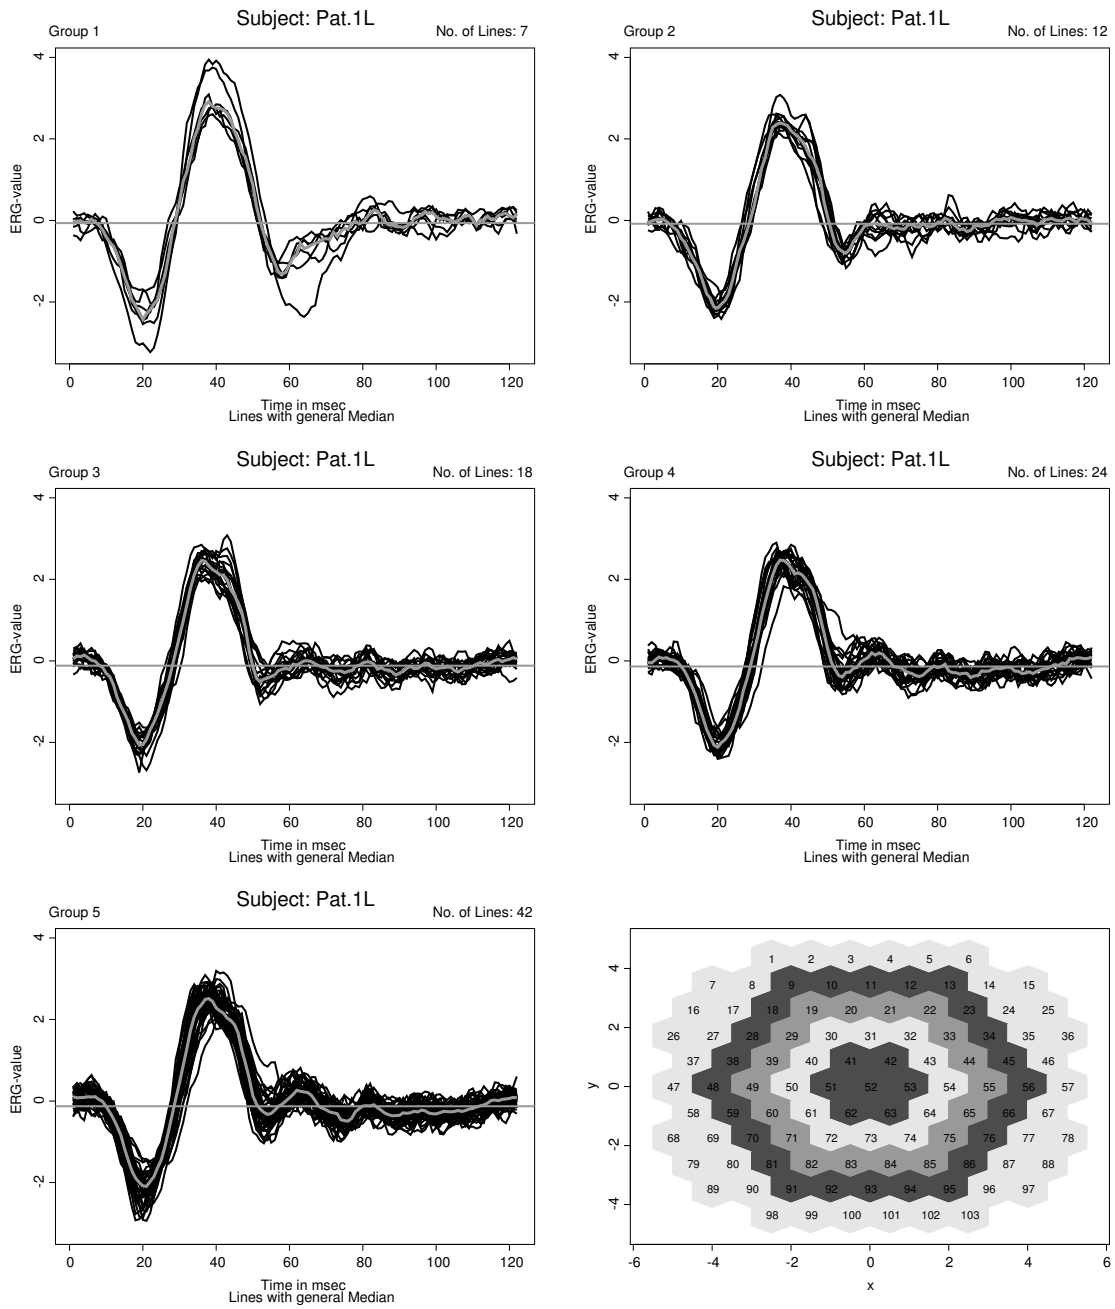 Subject: Pat.1L
Group 1
No. of Lines: 7
ERG-value
4
2
0
-2
0 20 40 60 80 100 120
Time in msec
Lines with general Median
Subject: Pat.1L
Group 2
No. of Lines: 12
ERG-value
4
2
0
-2
0 20 40 60 80 100 120
Time in msec
Lines with general Median
Subject: Pat.1L
Group 3
No. of Lines: 18
ERG-value
4
2
0
-2
0 20 40 60 80 100 120
Time in msec
Lines with general Median
Subject: Pat.1L
Group 4
No. of Lines: 24
ERG-value
4
2
0
-2
0 20 40 60 80 100 120
Time in msec
Lines with general Median
Subject: Pat.1L
Group 5
No. of Lines: 42
ERG-value
4
2
0
-2
0 20 40 60 80 100 120
Time in msec
Lines with general Median
y
4
2
0
-2
-4
1 2 3 4 5 6
7 8 9 10 11 12 13 14 15
16 17 18 19 20 21 22 23 24 25
26 27 28 29 30 31 32 33 34 35 36
37 38 39 40 41 42 43 44 45 46
47 48 49 50 51 52 53 54 55 56 57
58 59 60 61 62 63 64 65 66 67
68 69 70 71 72 73 74 75 76 77 78
79 80 81 82 83 84 85 86 87 88
89 90 91 92 93 94 95 96 97
98 99 100 101 102 103
-6 -4 -2 0 2 4 6
x